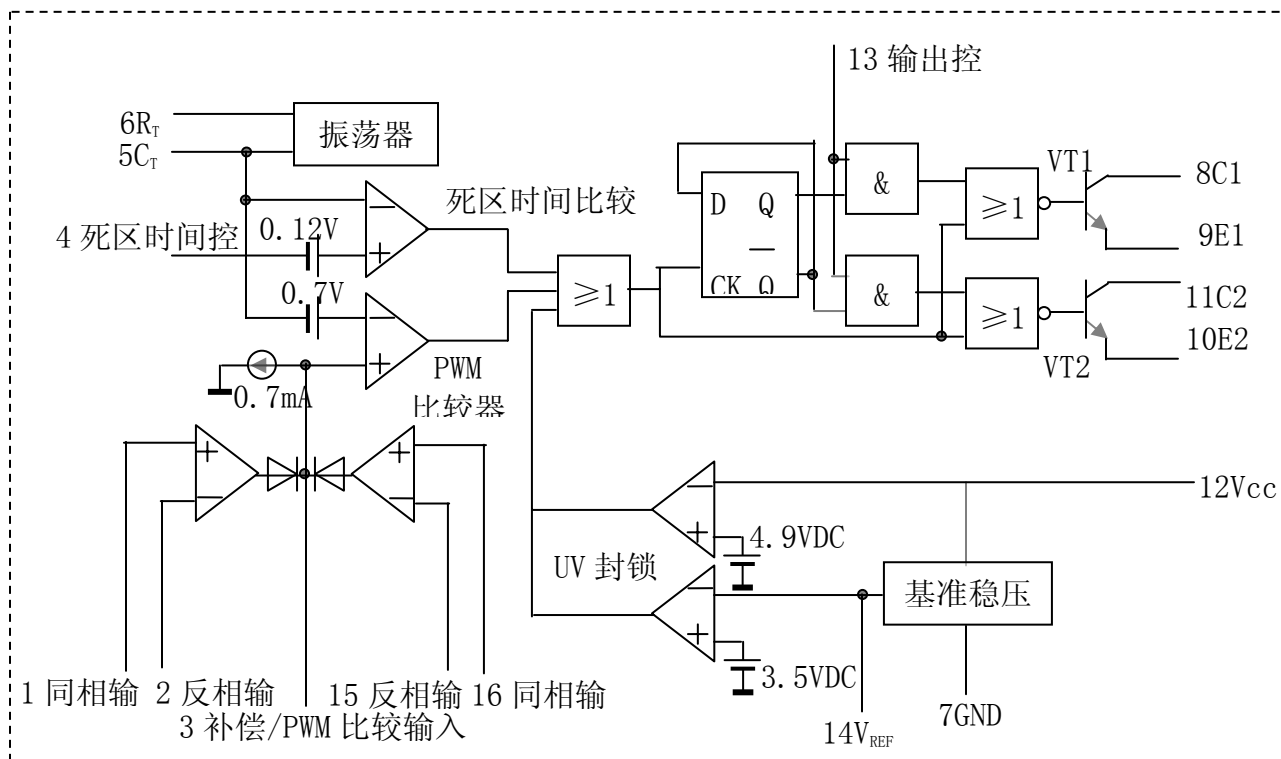 13 输出控
6R_T
振荡器
5C_T
4 死区时间控
0.12V
死区时间比较
0.7V
0.7mA
PWM
比较器
≥1
D Q
CK Q
&
&
≥1
≥1
VT1
VT2
8C1
9E1
11C2
10E2
12Vcc
4.9VDC
UV 封锁
基准稳压
3.5VDC
1 同相输
2 反相输
15 反相输
16 同相输
3 补偿/PWM 比较输入
7GND
14V_REF